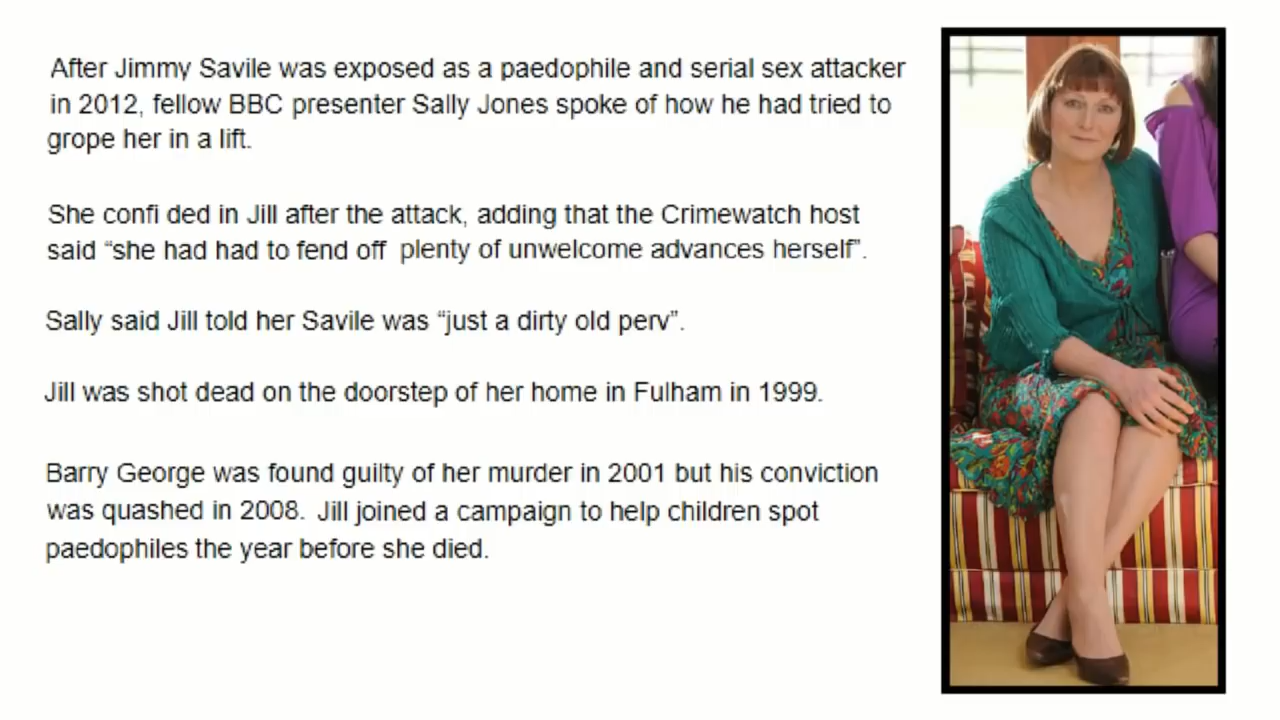 After Jimmy Savile was exposed as a paedophile and serial sex attacker
in 2012, fellow BBC presenter Sally Jones spoke of how he had tried to
grope her in a lift.
She confi ded in Jill after the attack, adding that the Crimewatch host
said “she had had to fend off plenty of unwelcome advances herself”.
Sally said Jill told her Savile was “just a dirty old perv”.
Jill was shot dead on the doorstep of her home in Fulham in 1999.
Barry George was found guilty of her murder in 2001 but his conviction
was quashed in 2008. Jill joined a campaign to help children spot
paedophiles the year before she died.